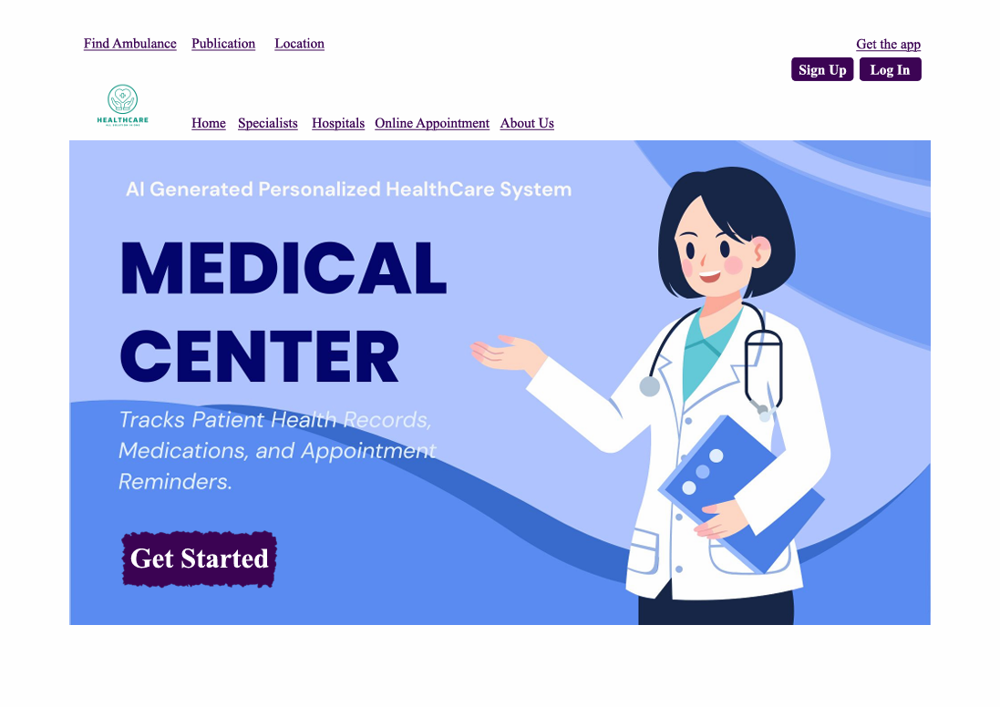 Find Ambulance Publication Location Get the app
Sign Up Log In
HEALTHCARE
Home Specialists Hospitals Online Appointment About Us
AI Generated Personalized HealthCare System
MEDICAL
CENTER
Tracks Patient Health Records,
Medications, and Appointment
Reminders.
Get Started